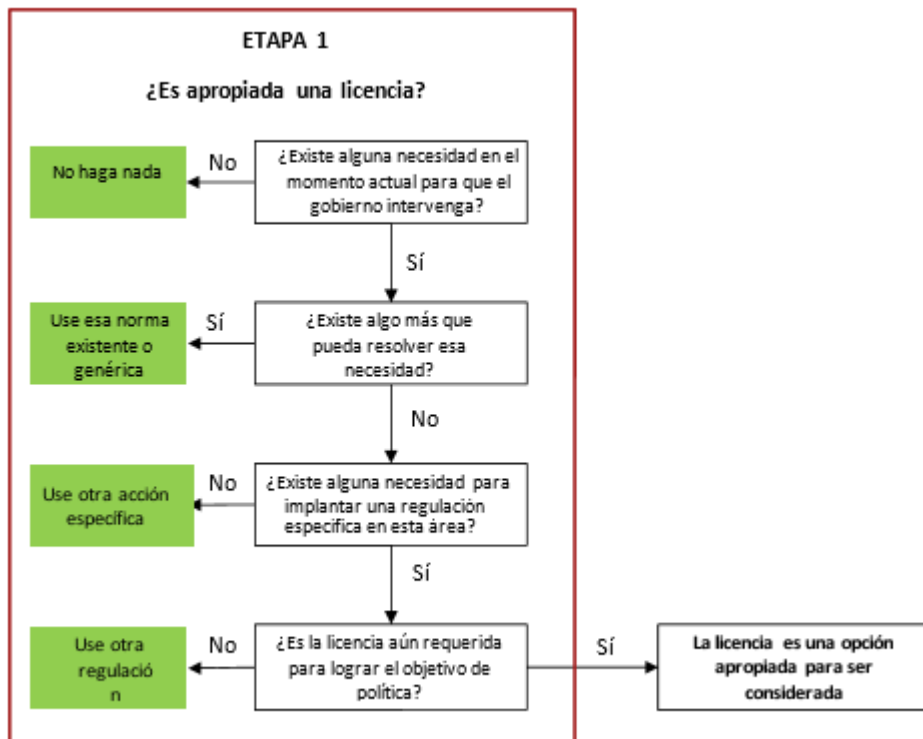 ETAPA 1
¿Es apropiada una licencia?
No haga nada
No
¿Existe alguna necesidad en el
momento actual para que el
gobierno intervenga?
Sí
Use esa norma
existente o
genérica
Sí
¿Existe algo más que
pueda resolver esa
necesidad?
No
Use otra acción
específica
No
¿Existe alguna necesidad para
implantar una regulación
específica en esta área?
Sí
Use otra
regulació
n
No
¿Es la licencia aún requerida
para lograr el objetivo de
política?
Sí
La licencia es una opción
apropiada para ser
considerada